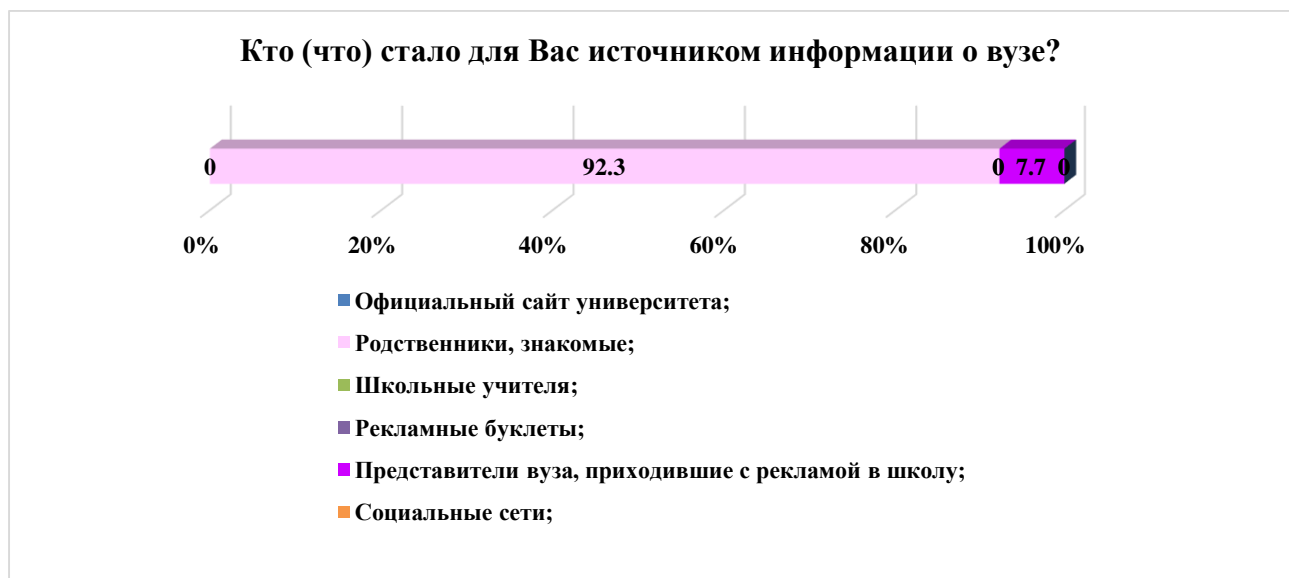 Кто (что) стало для Вас источником информации о вузе?
0 92.3 0 7.7 0
0% 20% 40% 60% 80% 100%
Официальный сайт университета;
Родственники, знакомые;
Школьные учителя;
Рекламные буклеты;
Представители вуза, приходившие с рекламой в школу;
Социальные сети;